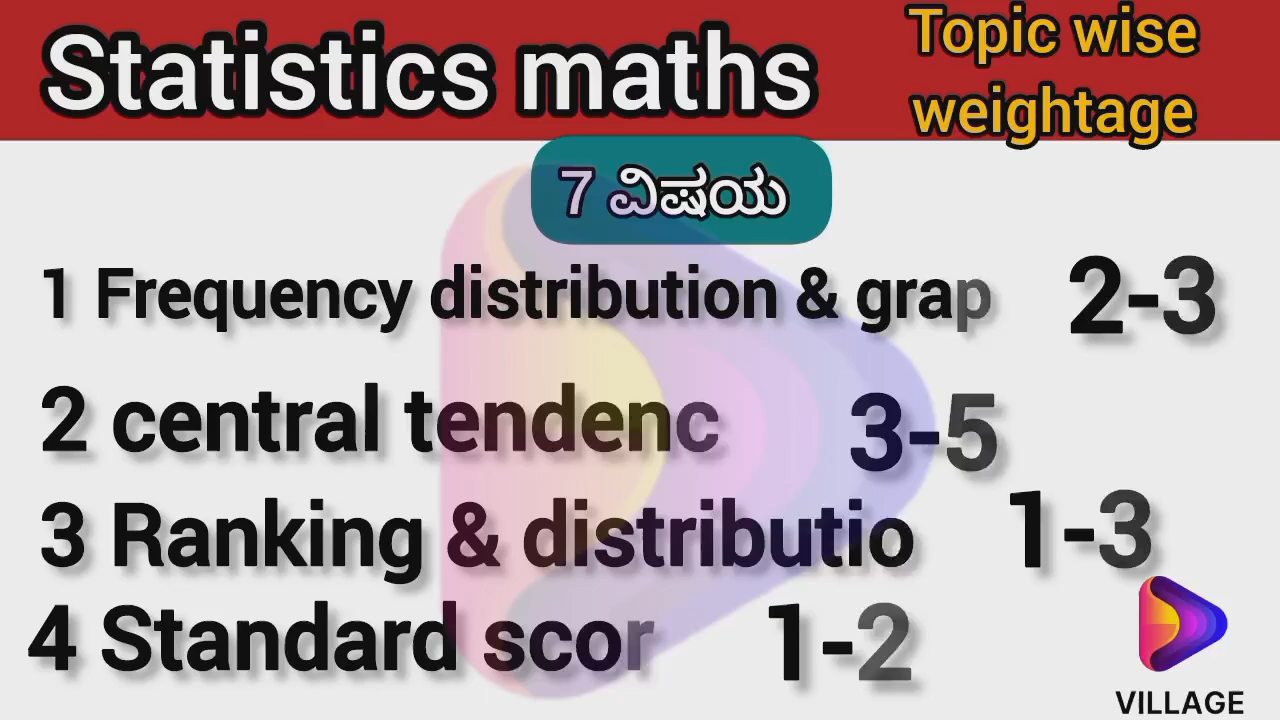 Statistics maths
Topic wise
weightage
7 ವಿಷಯ
1 Frequency distribution & grap 2-3
2 central tendenc 3-5
3 Ranking & distributio 1-3
4 Standard scor 1-2
VILLAGE